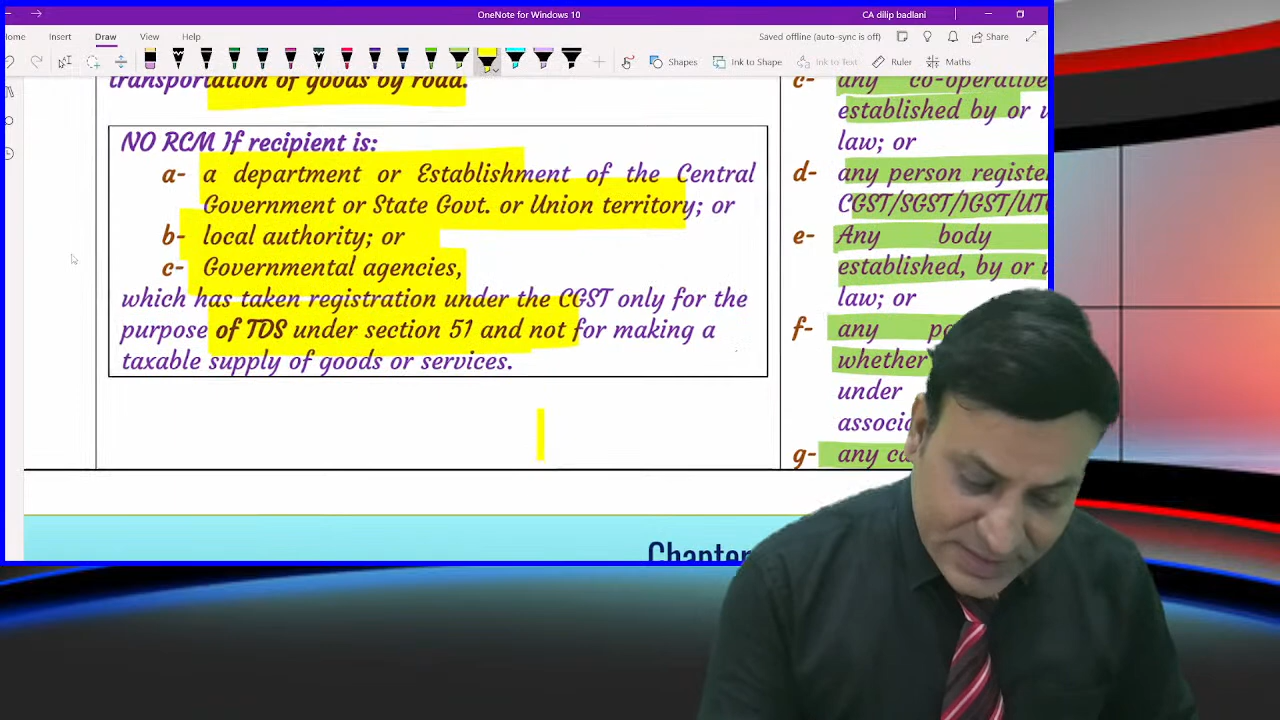 OneNote for Windows 10
CA dilip badlani
Insert
Draw
View
Help
Saved offline (auto-sync is off)
Share
Shapes
Ink to Shape
Ink to Text
Ruler
Maths
transportation of goods by road.
NO RCM If recipient is:
a- a department or Establishment of the Central
Government or State Govt. or Union territory; or
b- local authority; or
c- Governmental agencies,
which has taken registration under the CGST only for the
purpose of TDS under section 51 and not for making a
taxable supply of goods or services.
c- any co-operative
established by or
law; or
d- any person
CGST/SGST/IGST/
e- Any body
established, by or
law; or
f- any
whether
under
g- any
Chapter